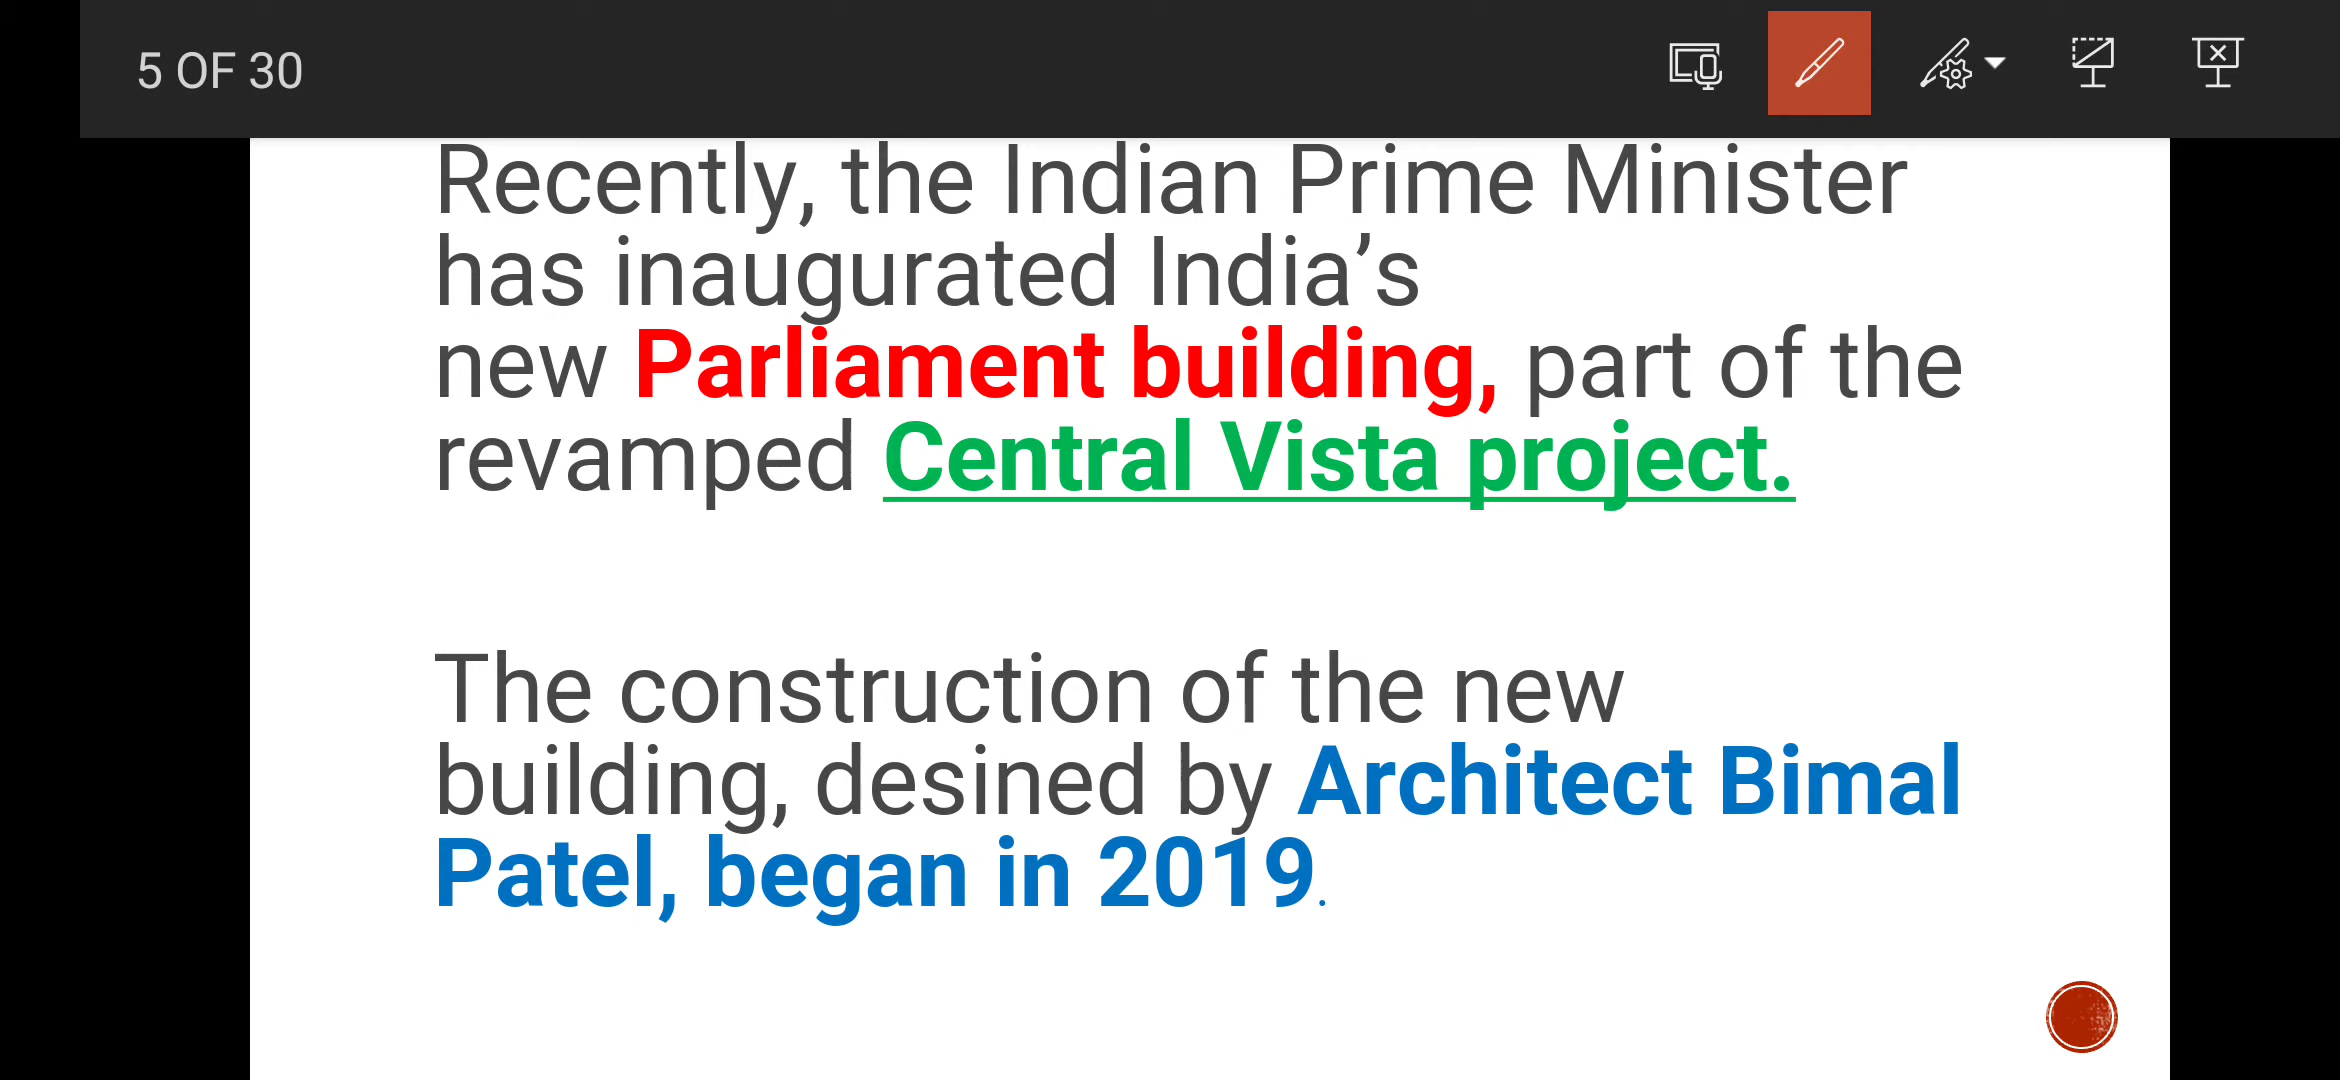 5 OF 30
Recently, the Indian Prime Minister
has inaugurated India’s
new Parliament building, part of the
revamped Central Vista project.
The construction of the new
building, desined by Architect Bimal
Patel, began in 2019.